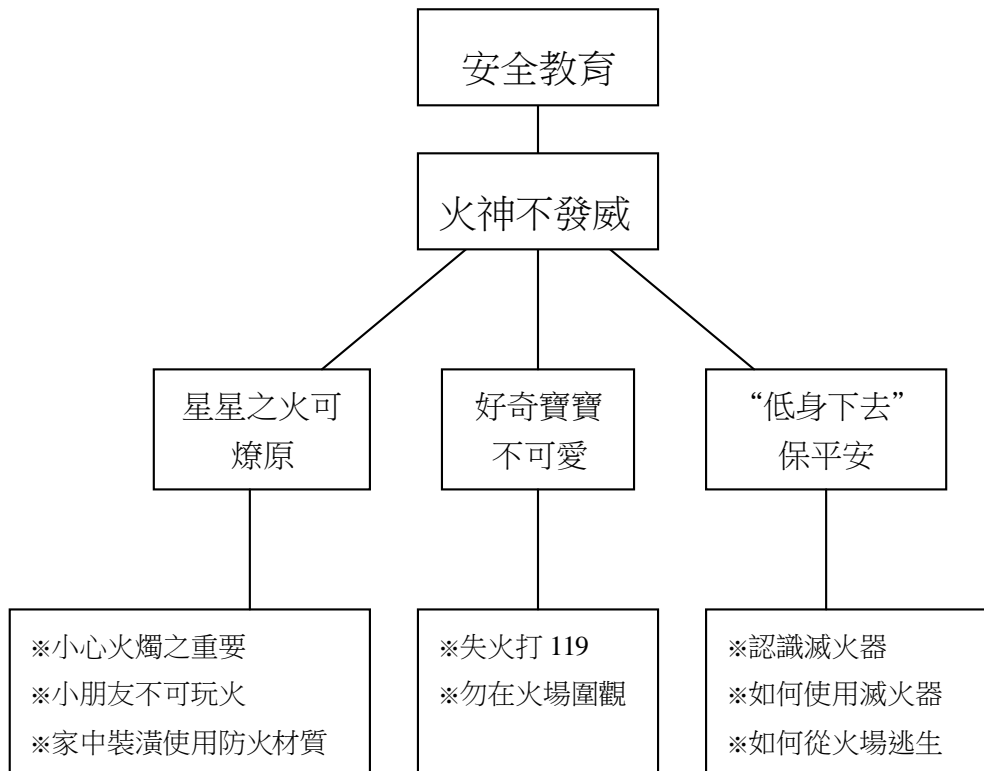 安全教育
火神不發威
星星之火可
燎原
好奇寶寶
不可愛
“低身下去”
保平安
※小心火燭之重要
※小朋友不可玩火
※家中裝潢使用防火材質
※失火打 119
※勿在火場圍觀
※認識滅火器
※如何使用滅火器
※如何從火場逃生